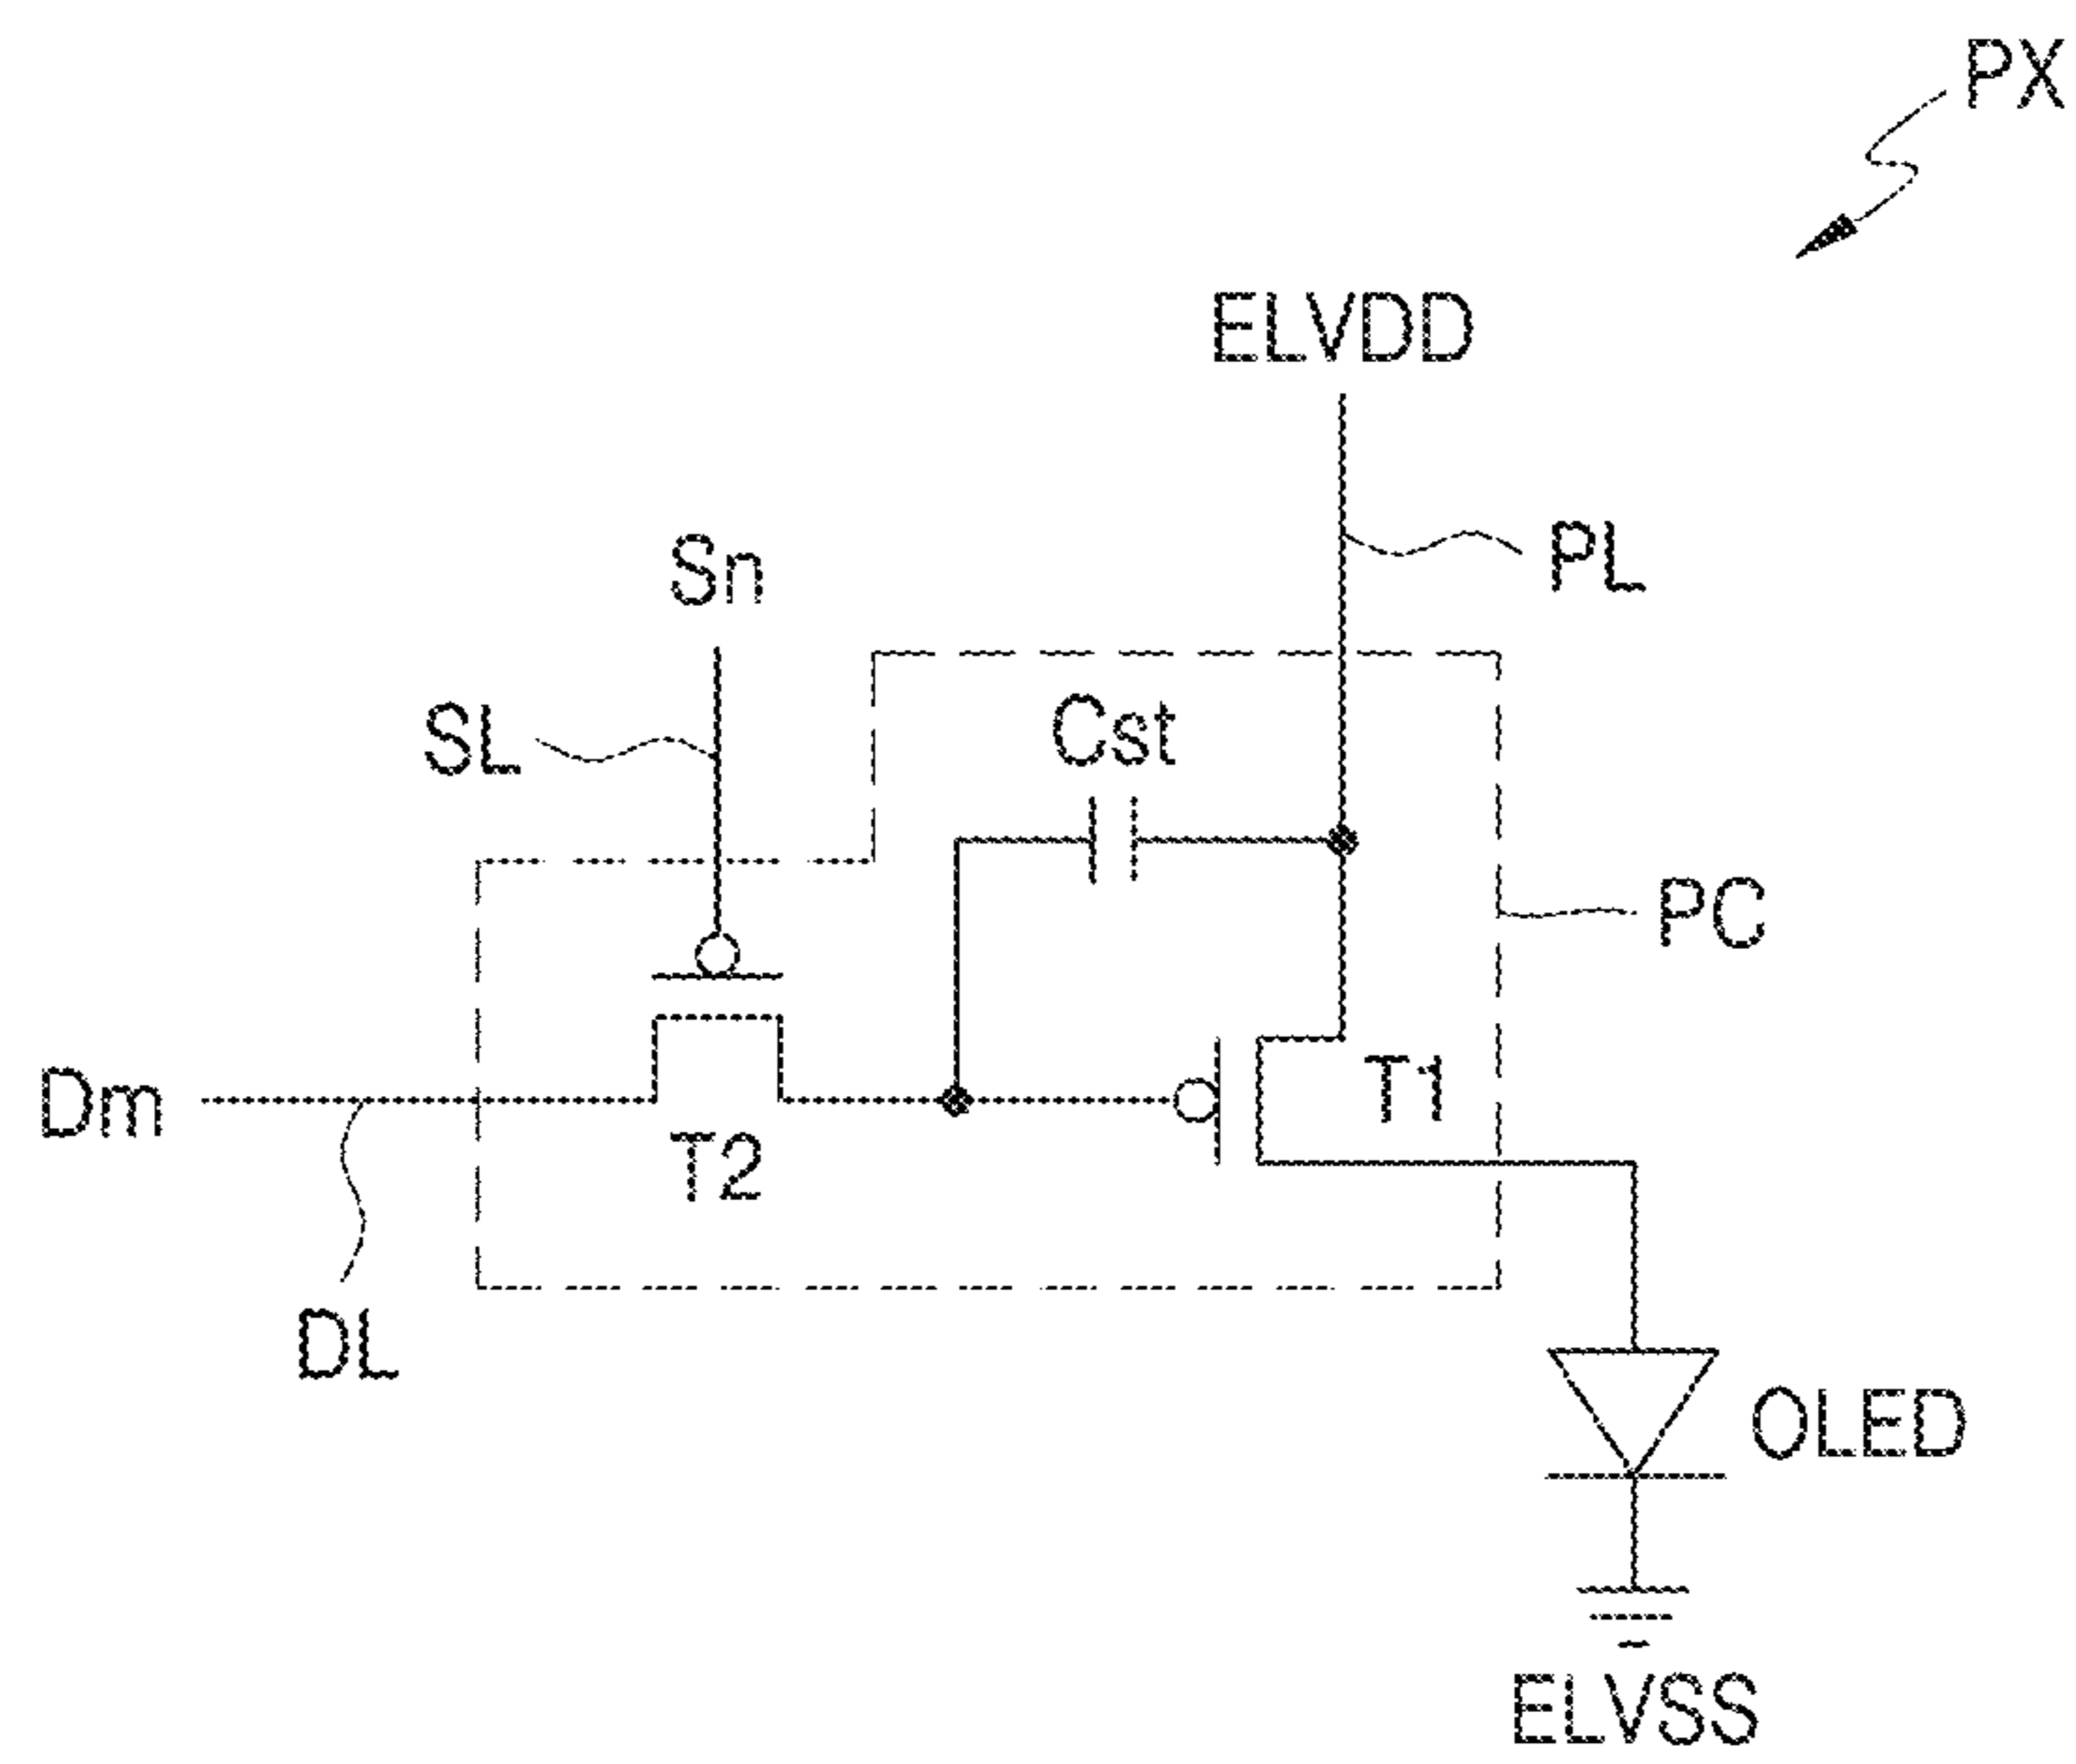 PX
ELVDD
Sn
PL
SL
Cst
PC
Dm
T1
T2
DL
OLED
ELVSS